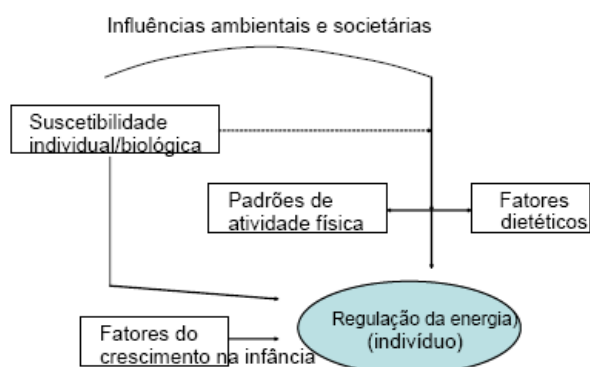 Influências ambientais e societárias
Suscetibilidade
individual/biológica
Padrões de
atividade física
Fatores
dietéticos
Regulação da energia)
(indivíduo)
Fatores do
crescimento na infância